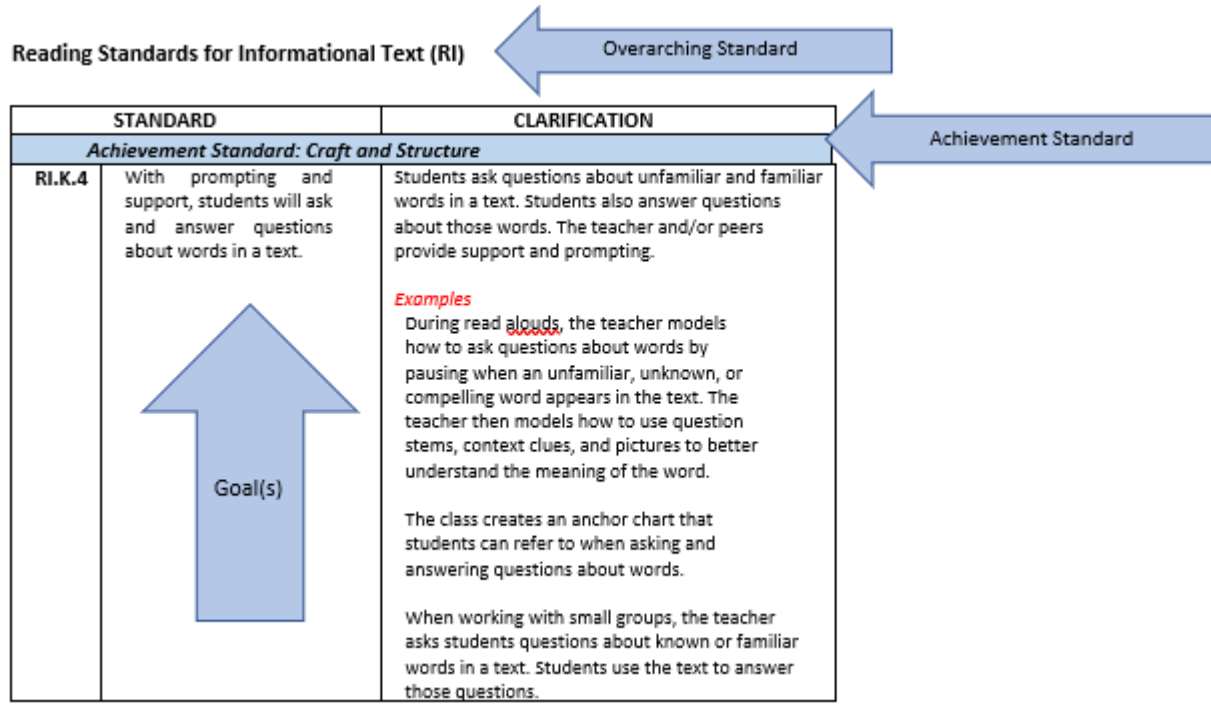 Reading Standards for Informational Text (RI)
Overarching Standard
STANDARD
CLARIFICATION
Achievement Standard: Craft and Structure
Achievement Standard
RI.K.4
With prompting and
support, students will ask
and answer questions
about words in a text.
Goal(s)
Students ask questions about unfamiliar and familiar
words in a text. Students also answer questions
about those words. The teacher and/or peers
provide support and prompting.
Examples
During read alouds, the teacher models
how to ask questions about words by
pausing when an unfamiliar, unknown, or
compelling word appears in the text. The
teacher then models how to use question
stems, context clues, and pictures to better
understand the meaning of the word.
The class creates an anchor chart that
students can refer to when asking and
answering questions about words.
When working with small groups, the teacher
asks students questions about known or familiar
words in a text. Students use the text to answer
those questions.